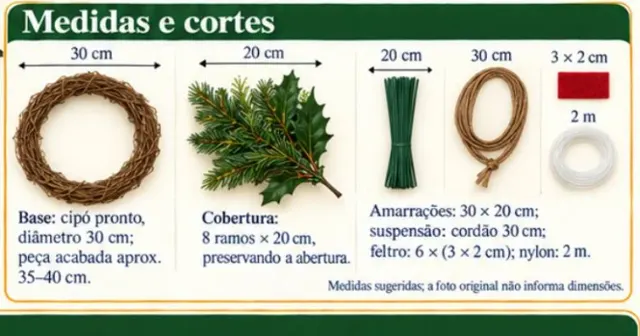 Medidas e cortes
30 cm
20 cm
20 cm
30 cm
3 × 2 cm
2 m
Base: cipó pronto,
diâmetro 30 cm;
peça acabada aprox.
35–40 cm.
Cobertura:
8 ramos × 20 cm,
preservando a abertura.
Amarrações: 30 × 20 cm;
suspensão: cordão 30 cm;
feltro: 6 × (3 × 2 cm); nylon: 2 m.
Medidas sugeridas; a foto original não informa dimensões.